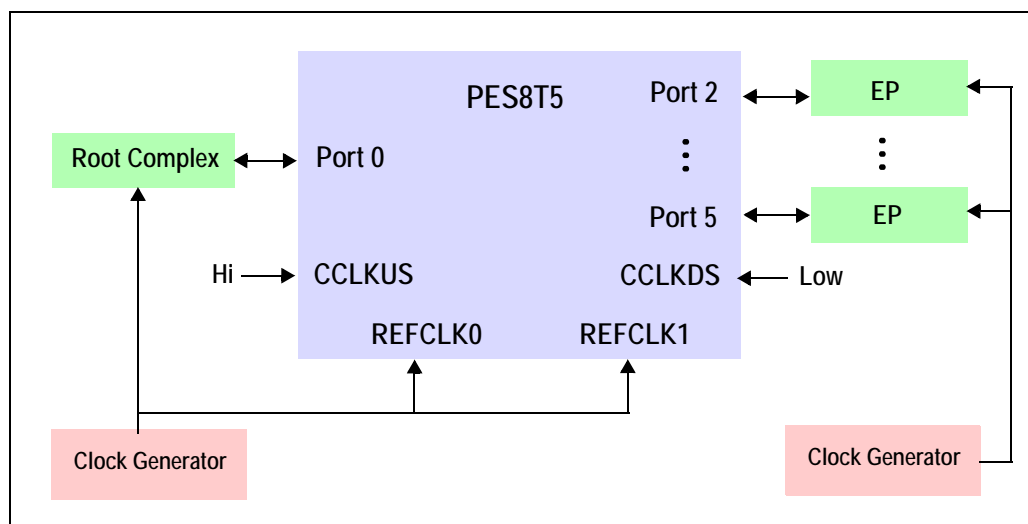 PES8T5
Port 2
EP
Root Complex
Port 0
Port 5
EP
Hi
CCLKUS
CCLKDS
Low
REFCLK0
REFCLK1
Clock Generator
Clock Generator